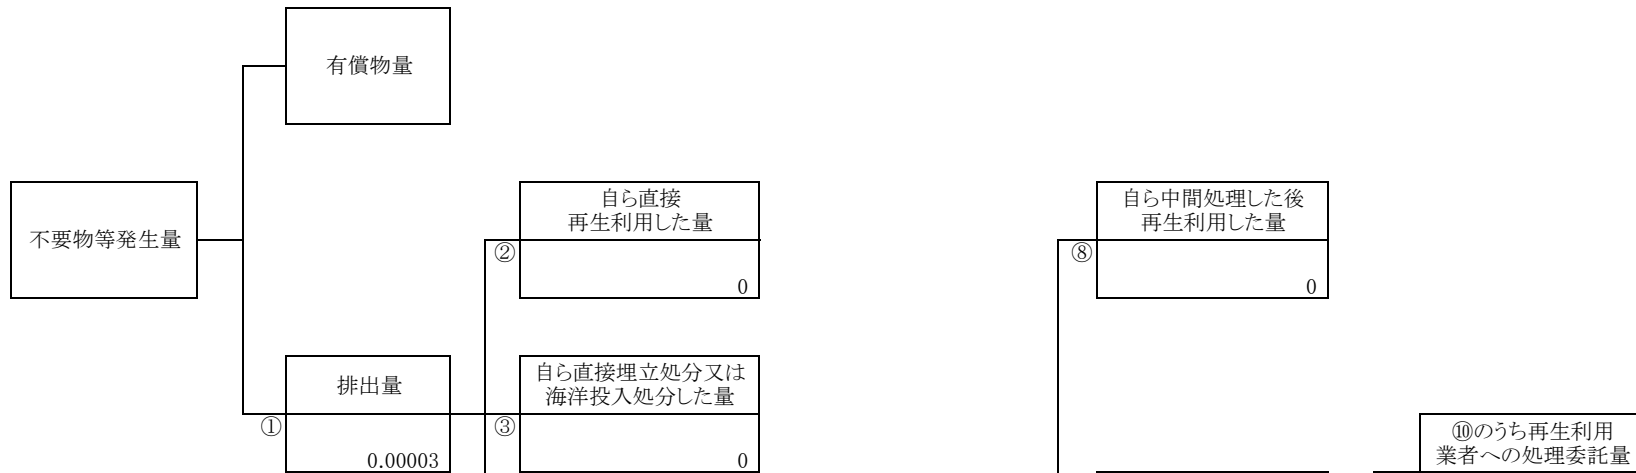 有償物量
不要物等発生量
自ら直接
再生利用した量
②
0
自ら中間処理した後
再生利用した量
⑧
0
排出量
①
0.00003
自ら直接埋立処分又は
海洋投入処分した量
③
0
⑩のうち再生利用
業者への処理委託量